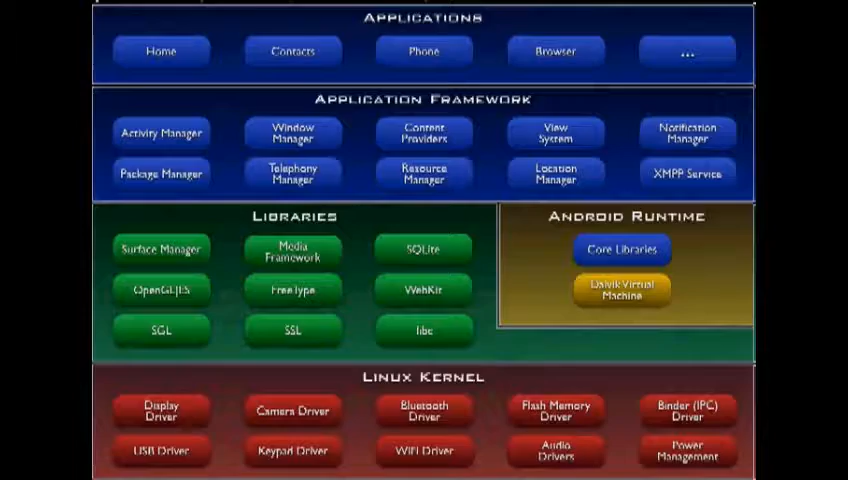 APPLICATIONS
Home
Contacts
Phone
Browser
...
APPLICATION FRAMEWORK
Activity Manager
Window
Manager
Content
Providers
View
System
Notification
Manager
Package Manager
Telephony
Manager
Resource
Manager
Location
Manager
XMPP Service
LIBRARIES
Surface Manager
Media
Framework
SQLite
OpenGL|ES
FreeType
WebKit
SGL
SSL
libc
ANDROID RUNTIME
Core Libraries
Dalvik Virtual
Machine
LINUX KERNEL
Display
Driver
Camera Driver
Bluetooth
Driver
Flash Memory
Driver
Binder (IPC)
Driver
USB Driver
Keypad Driver
WiFi Driver
Audio
Drivers
Power
Management